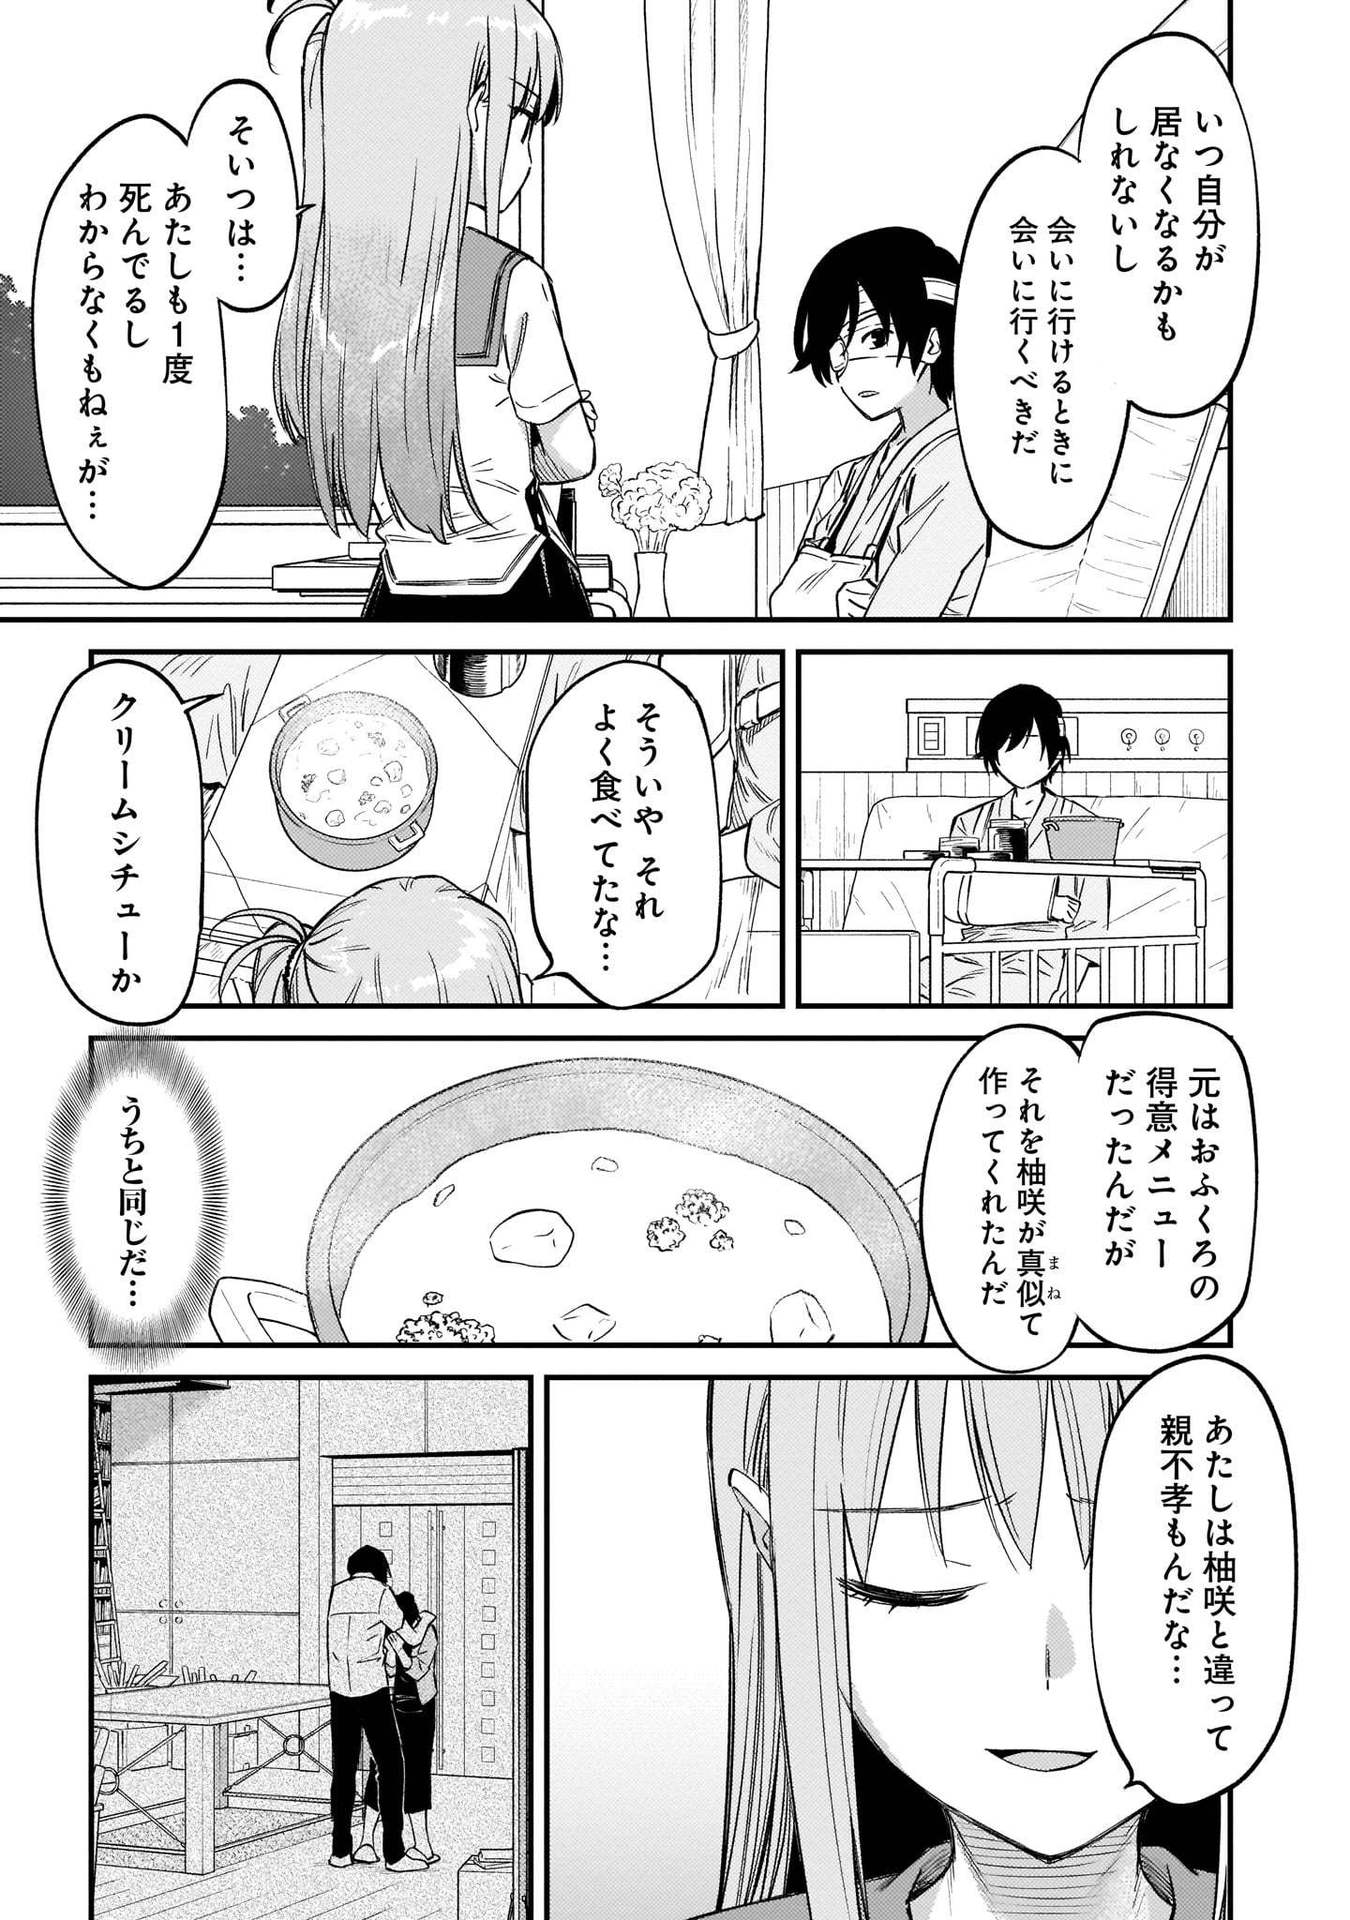 いつ自分が
居なくなるかも
しれないし
会いに行けるときに
会いに行くべきだ
そいつは…
あたしも1度
死んでるし
わからなくもねぇが…
そういや それ
よく食べてたな…
クリームシチューか
元はおふくろの
得意メニュー
だったんだが
それを柚咲が真似て
まね
作ってくれたんだ
うちと同じだ…
あたしは柚咲と違って
親不孝もんだな…